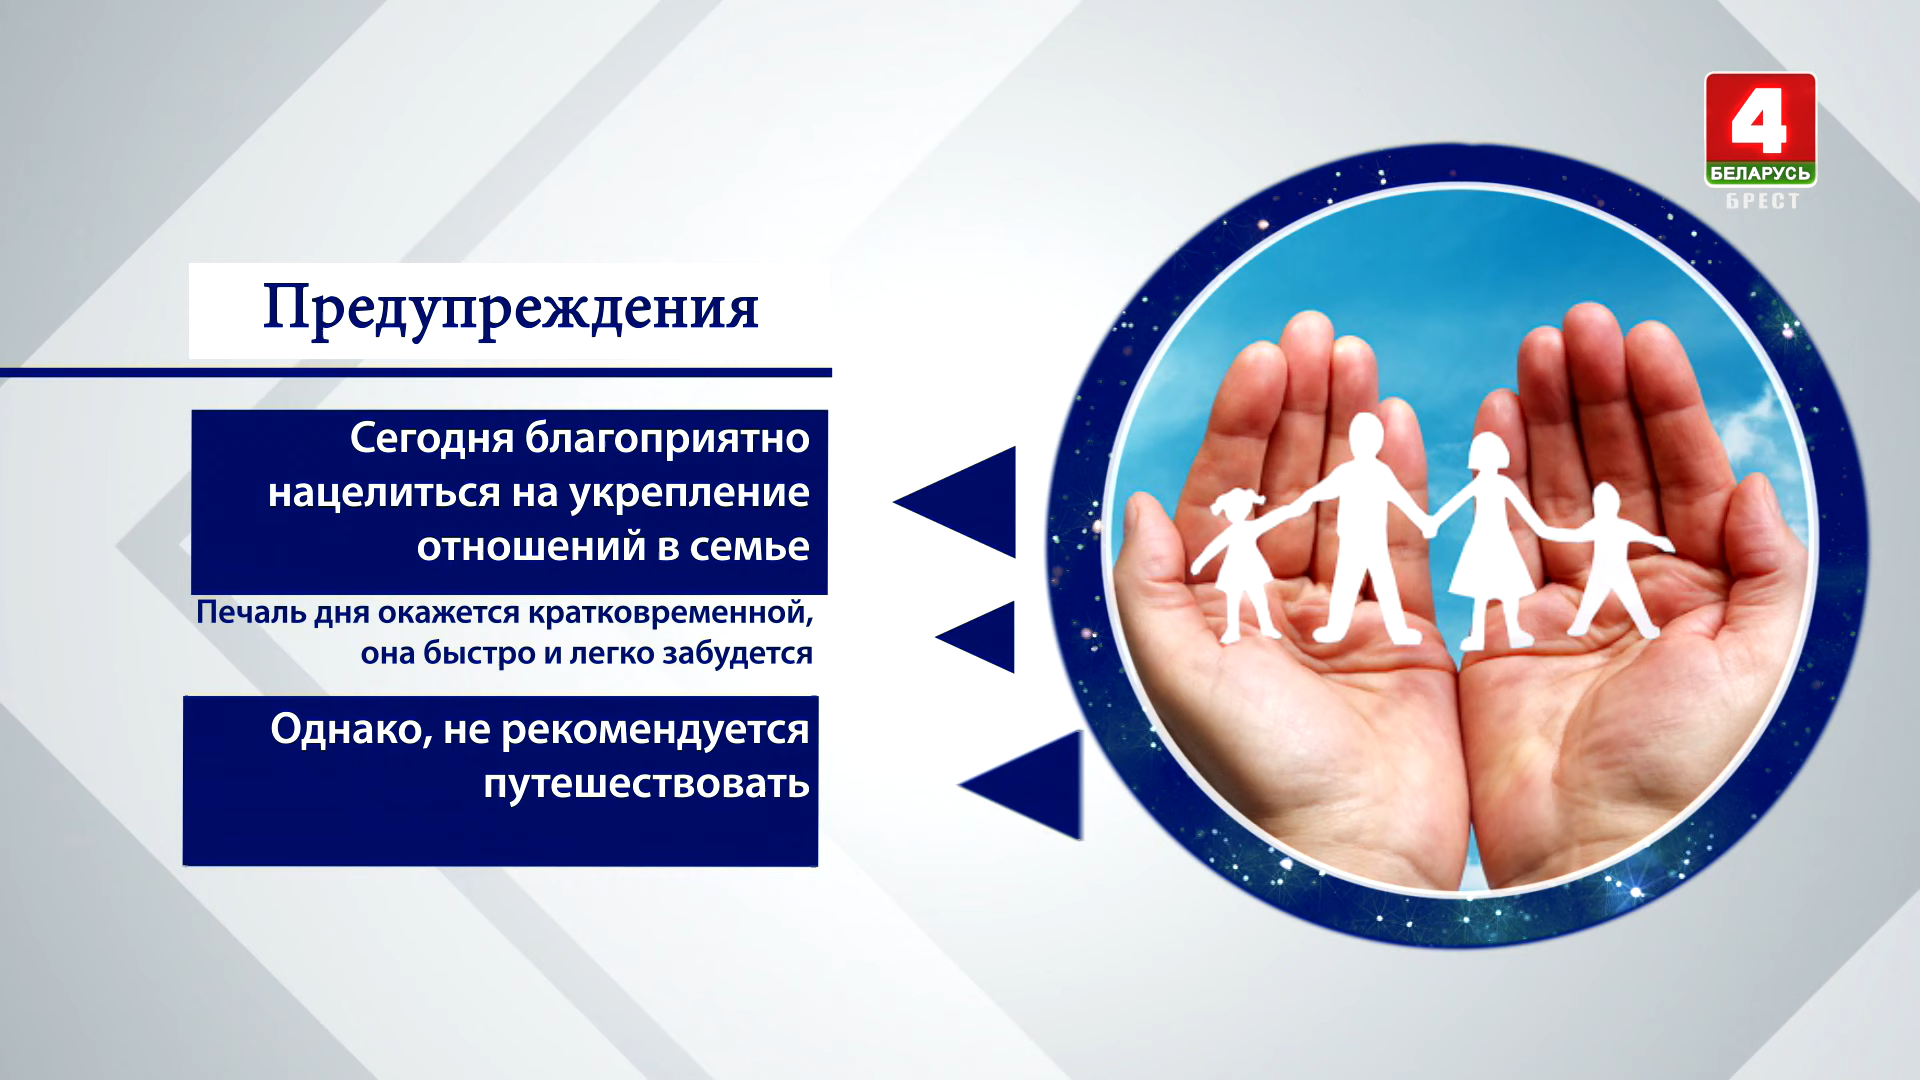 4
БЕЛАРУСЬ
БРЕСТ
Предупреждения
Сегодня благоприятно
нацелиться на укрепление
отношений в семье
Печаль дня окажется кратковременной,
она быстро и легко забудется
Однако, не рекомендуется
путешествовать